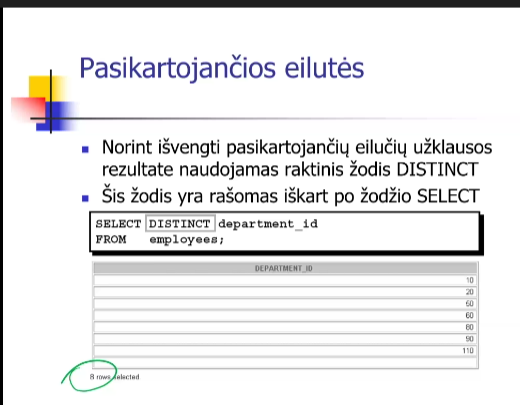 Pasikartojančios eilutės
Norint išvengti pasikartojančių eilučių užklausos
rezultate naudojamas raktinis žodis DISTINCT
Šis žodis yra rašomas iškart po žodžio SELECT
SELECT DISTINCT department_id
FROM employees;
DEPARTMENT_ID
10
20
50
60
80
90
110
8 rows selected